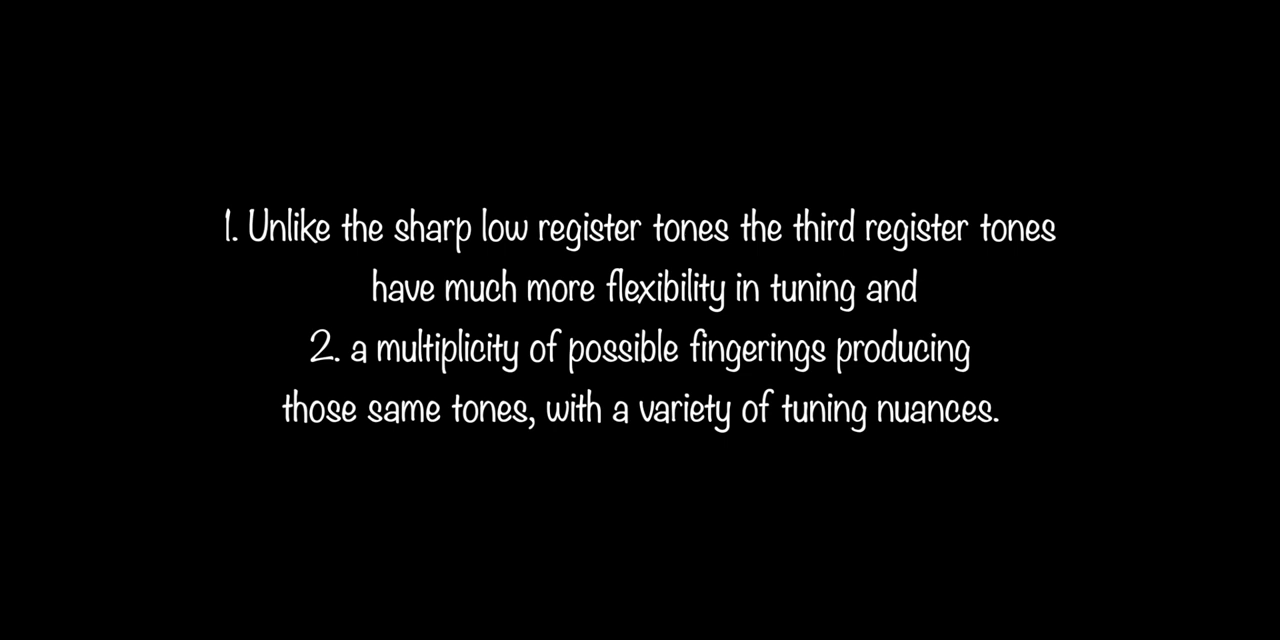 1. Unlike the sharp low register tones the third register tones
have much more flexibility in tuning and
2. a multiplicity of possible fingerings producing
those same tones, with a variety of tuning nuances.